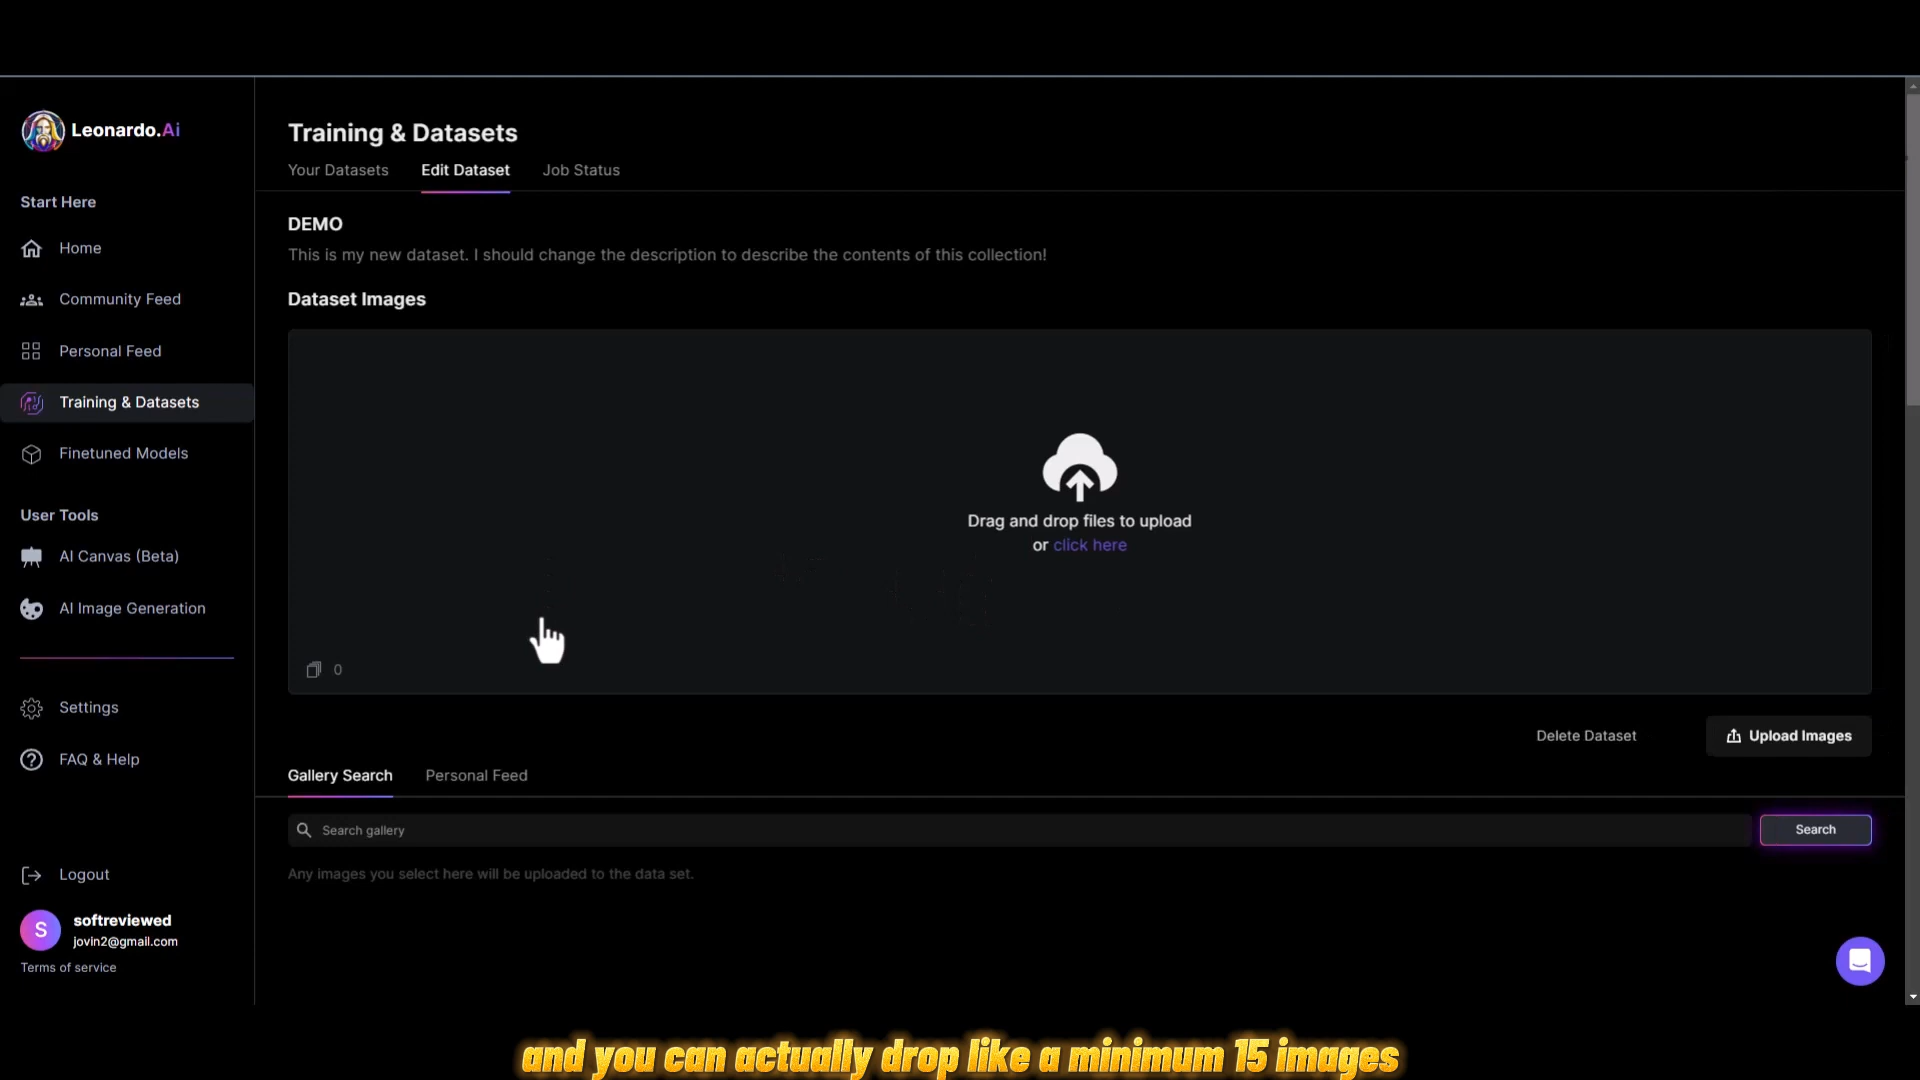 Leonardo.Ai
Start Here
Home
Community Feed
Personal Feed
Training & Datasets
Finetuned Models
User Tools
AI Canvas (Beta)
AI Image Generation
Settings
FAQ & Help
Logout
S
softreviewed
jovin2@gmail.com
Terms of service
Training & Datasets
Your Datasets Edit Dataset Job Status
DEMO
This is my new dataset. I should change the description to describe the contents of this collection!
Dataset Images
Drag and drop files to upload
or click here
0
Delete Dataset Upload Images
Gallery Search Personal Feed
Search gallery Search
Any images you select here will be uploaded to the data set.
and you can actually drop like a minimum 15 images